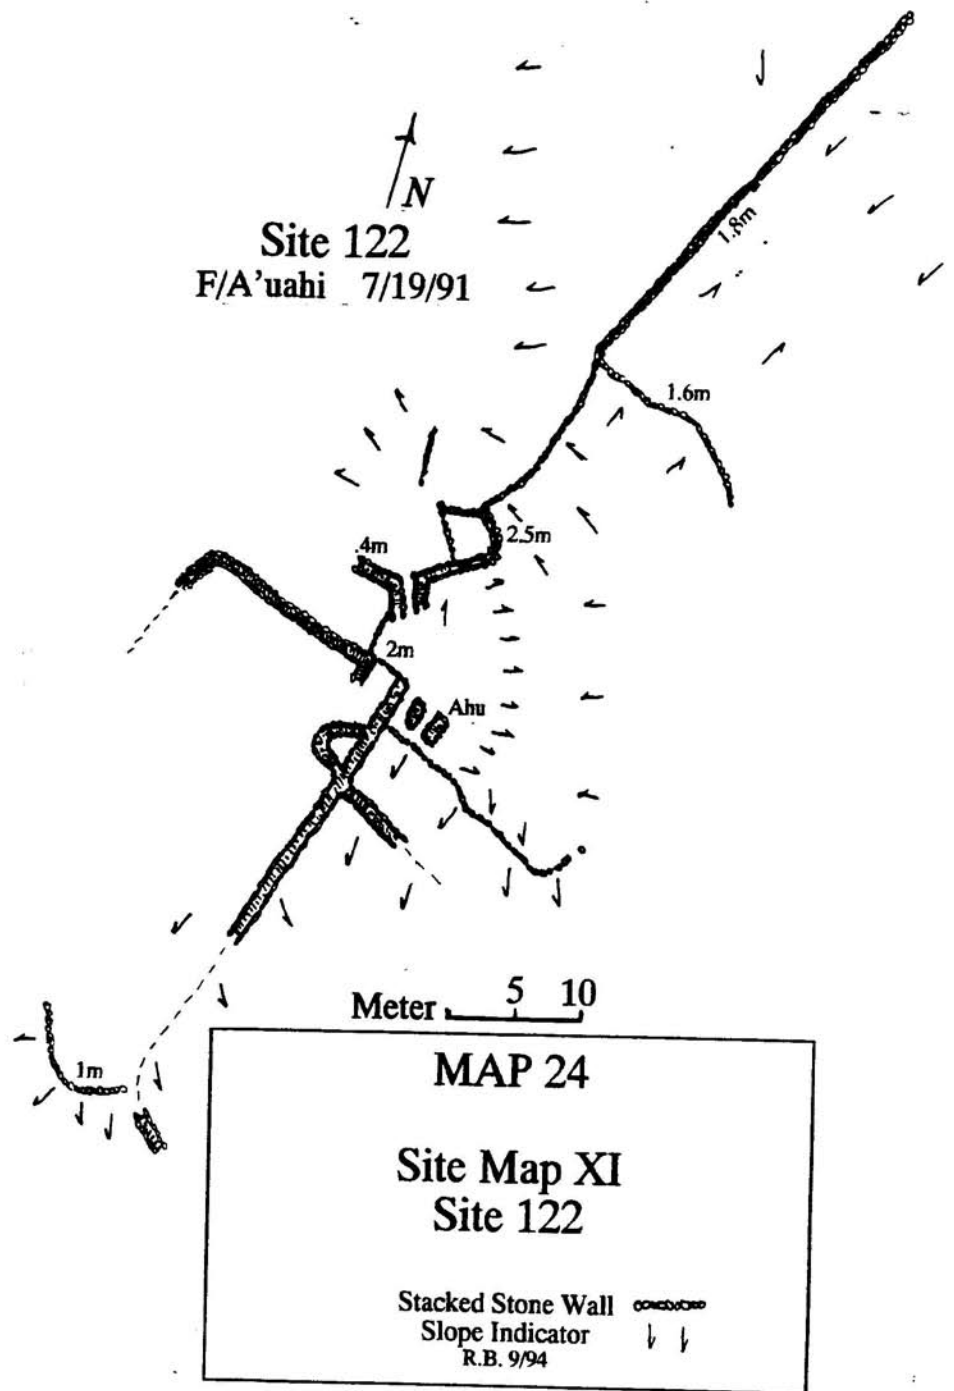 N
Site 122
F/A'uahi 7/19/91
1.8m
1.6m
2.5m
.4m
2m
Ahu
1m
Meter 5 10
MAP 24
Site Map XI
Site 122
Stacked Stone Wall
Slope Indicator
R.B. 9/94